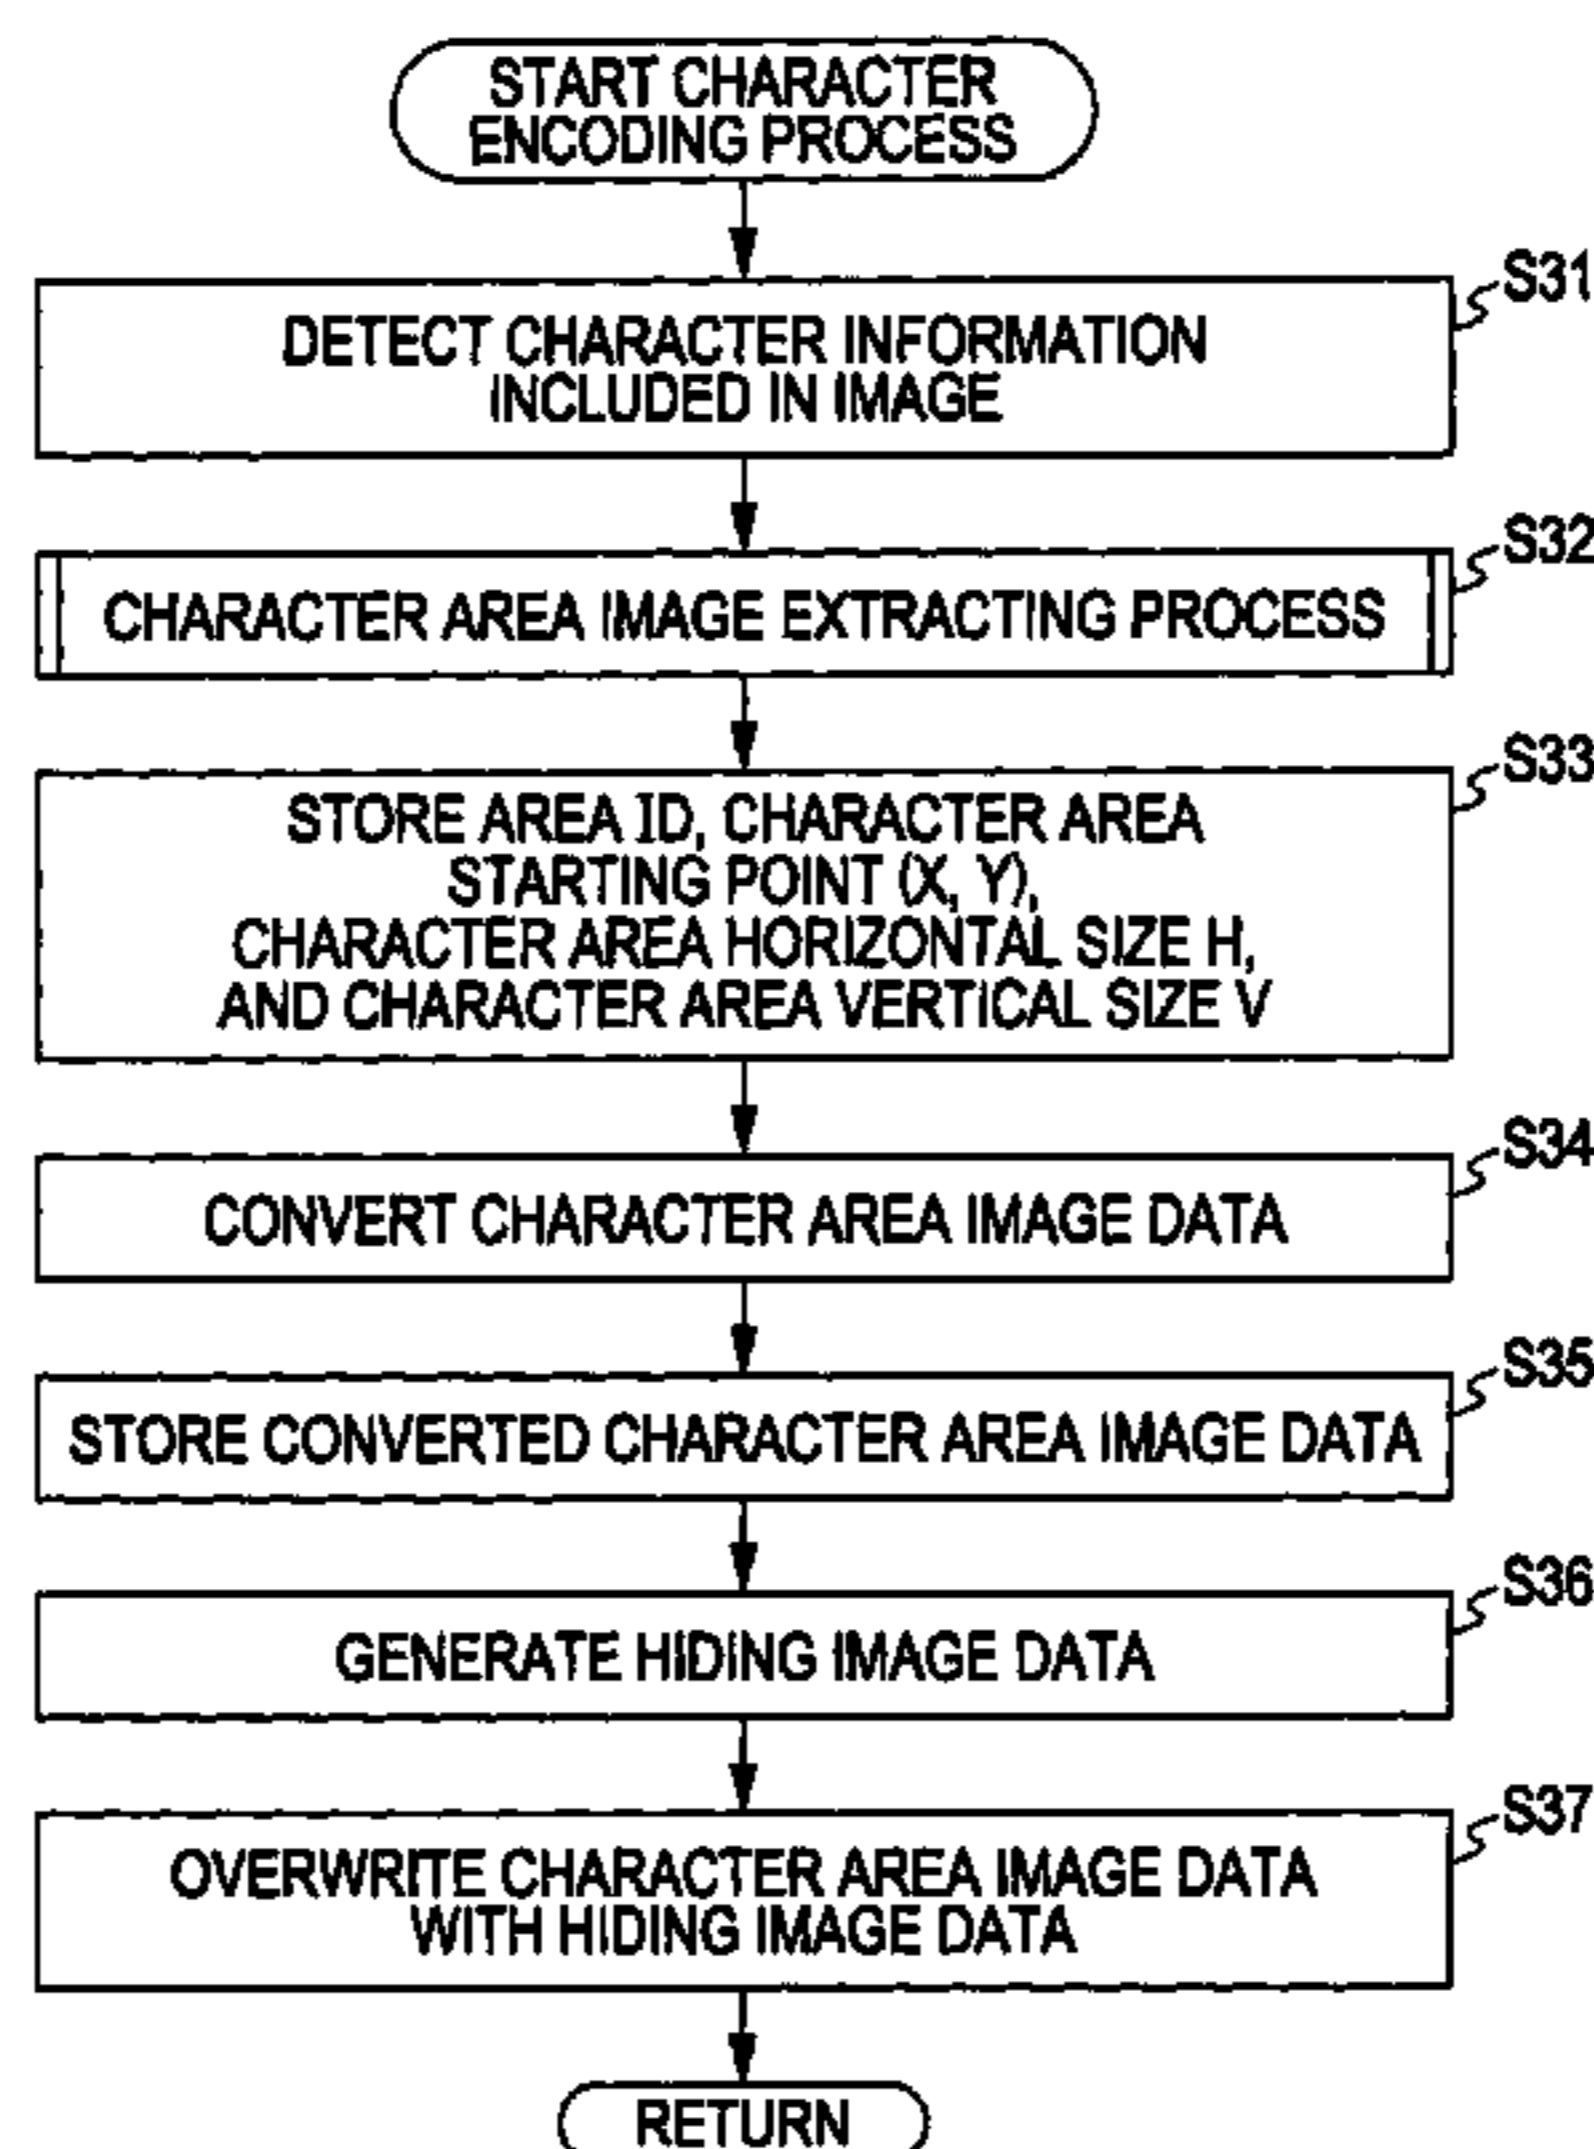 START CHARACTER
ENCODING PROCESS
S31
DETECT CHARACTER INFORMATION
INCLUDED IN IMAGE
S32
CHARACTER AREA IMAGE EXTRACTING PROCESS
S33
STORE AREA ID, CHARACTER AREA
STARTING POINT (X, Y),
CHARACTER AREA HORIZONTAL SIZE H,
AND CHARACTER AREA VERTICAL SIZE V
S34
CONVERT CHARACTER AREA IMAGE DATA
S35
STORE CONVERTED CHARACTER AREA IMAGE DATA
S36
GENERATE HIDING IMAGE DATA
S37
OVERWRITE CHARACTER AREA IMAGE DATA
WITH HIDING IMAGE DATA
RETURN